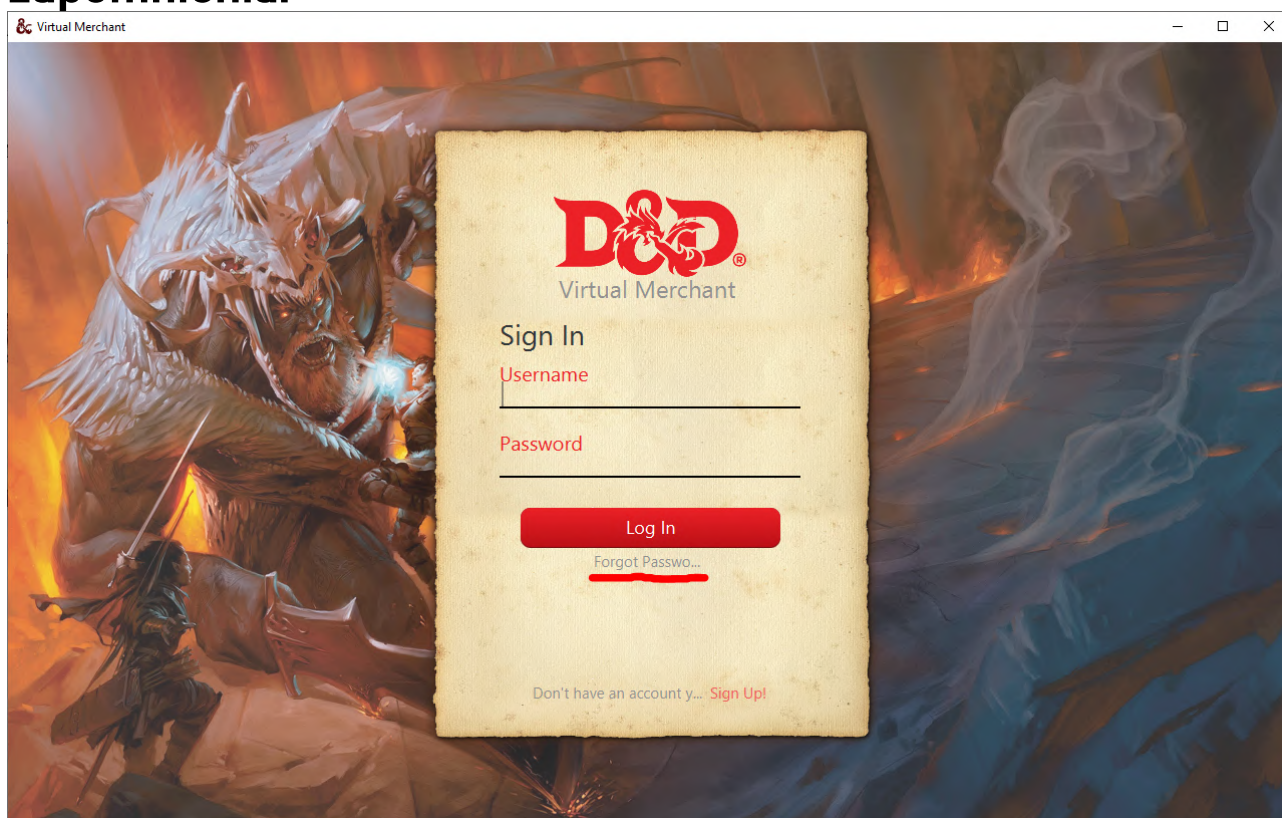 Virtual Merchant
D&D®
Virtual Merchant
Sign In
Username
Password
Log In
Forgot Passwo...
Don't have an account y... Sign Up!